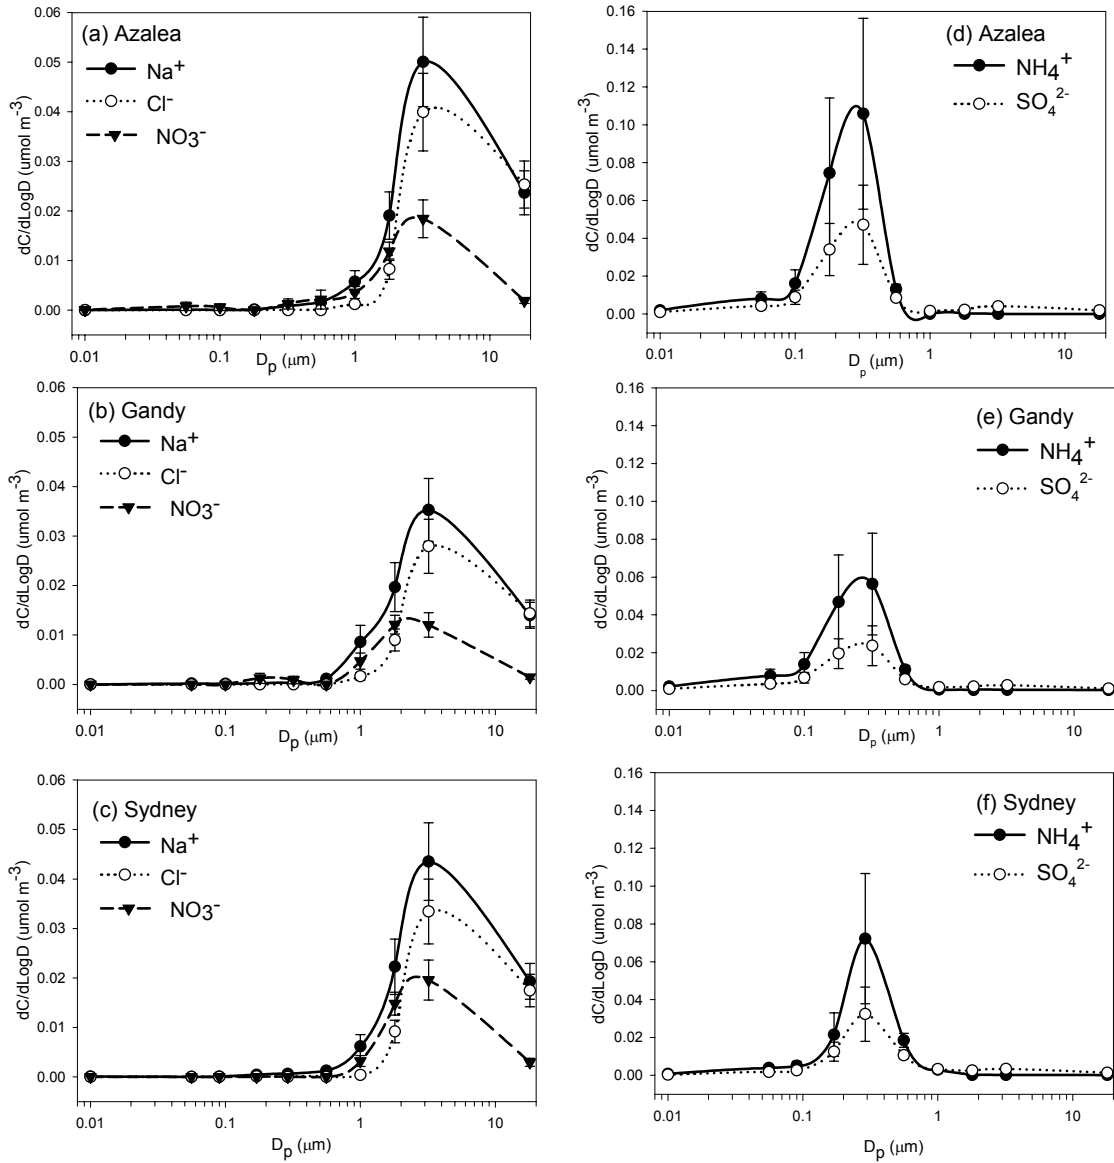 (a) Azalea
Na+
Cl-
NO3-
dC/dLogD (umol m-3)
0.06
0.05
0.04
0.03
0.02
0.01
0.00
0.01 0.1 1 10
Dp (μm)
(d) Azalea
NH4+
SO42-
dC/dLogD (umol m-3)
0.16
0.14
0.12
0.10
0.08
0.06
0.04
0.02
0.00
0.01 0.1 1 10
Dp (μm)
(b) Gandy
Na+
Cl-
NO3-
dC/dLogD (umol m-3)
0.06
0.05
0.04
0.03
0.02
0.01
0.00
0.01 0.1 1 10
Dp (μm)
(e) Gandy
NH4+
SO42-
dC/dLogD (umol m-3)
0.16
0.14
0.12
0.10
0.08
0.06
0.04
0.02
0.00
0.01 0.1 1 10
Dp (μm)
(c) Sydney
Na+
Cl-
NO3-
dC/dLogD (umol m-3)
0.06
0.05
0.04
0.03
0.02
0.01
0.00
0.01 0.1 1 10
Dp (μm)
(f) Sydney
NH4+
SO42-
dC/dLogD (umol m-3)
0.16
0.14
0.12
0.10
0.08
0.06
0.04
0.02
0.00
0.01 0.1 1 10
Dp (μm)